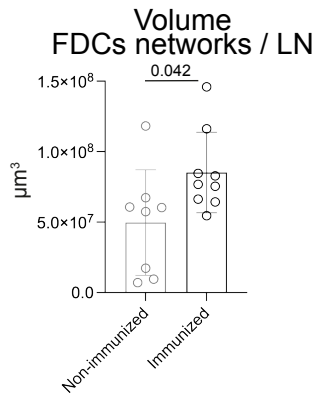 Volume
FDCs networks / LN
0.042
1.5×10⁸
1.0×10⁸
5.0×10⁷
0.0
µm³
Non-immunized
Immunized